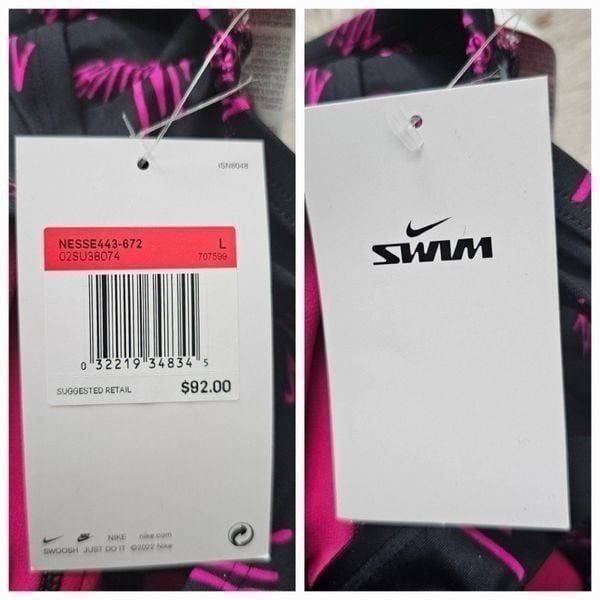 ISN8048
NESSE443-672 L
02SU38074 707599
0 32219 34834 5
SUGGESTED RETAIL $92.00
NIKE nike.com
SWOOSH JUST DO IT ©2022 Nike
SWIM